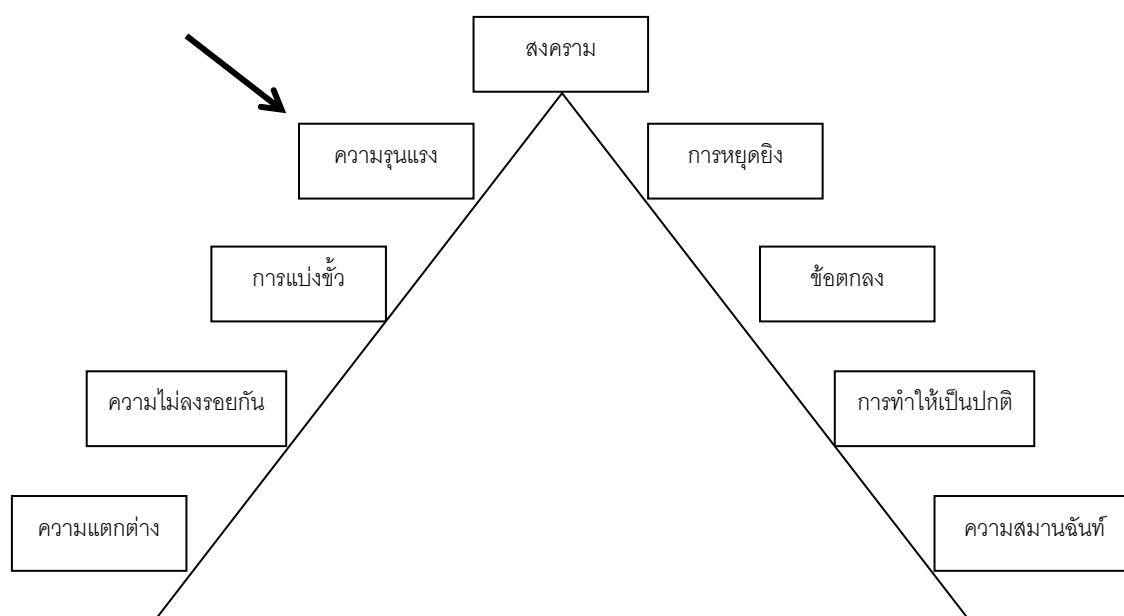 สงคราม
ความรุนแรง
การหยุดยิง
การแบ่งขั้ว
ข้อตกลง
ความไม่ลงรอยกัน
การทำให้เป็นปกติ
ความแตกต่าง
ความสมานฉันท์